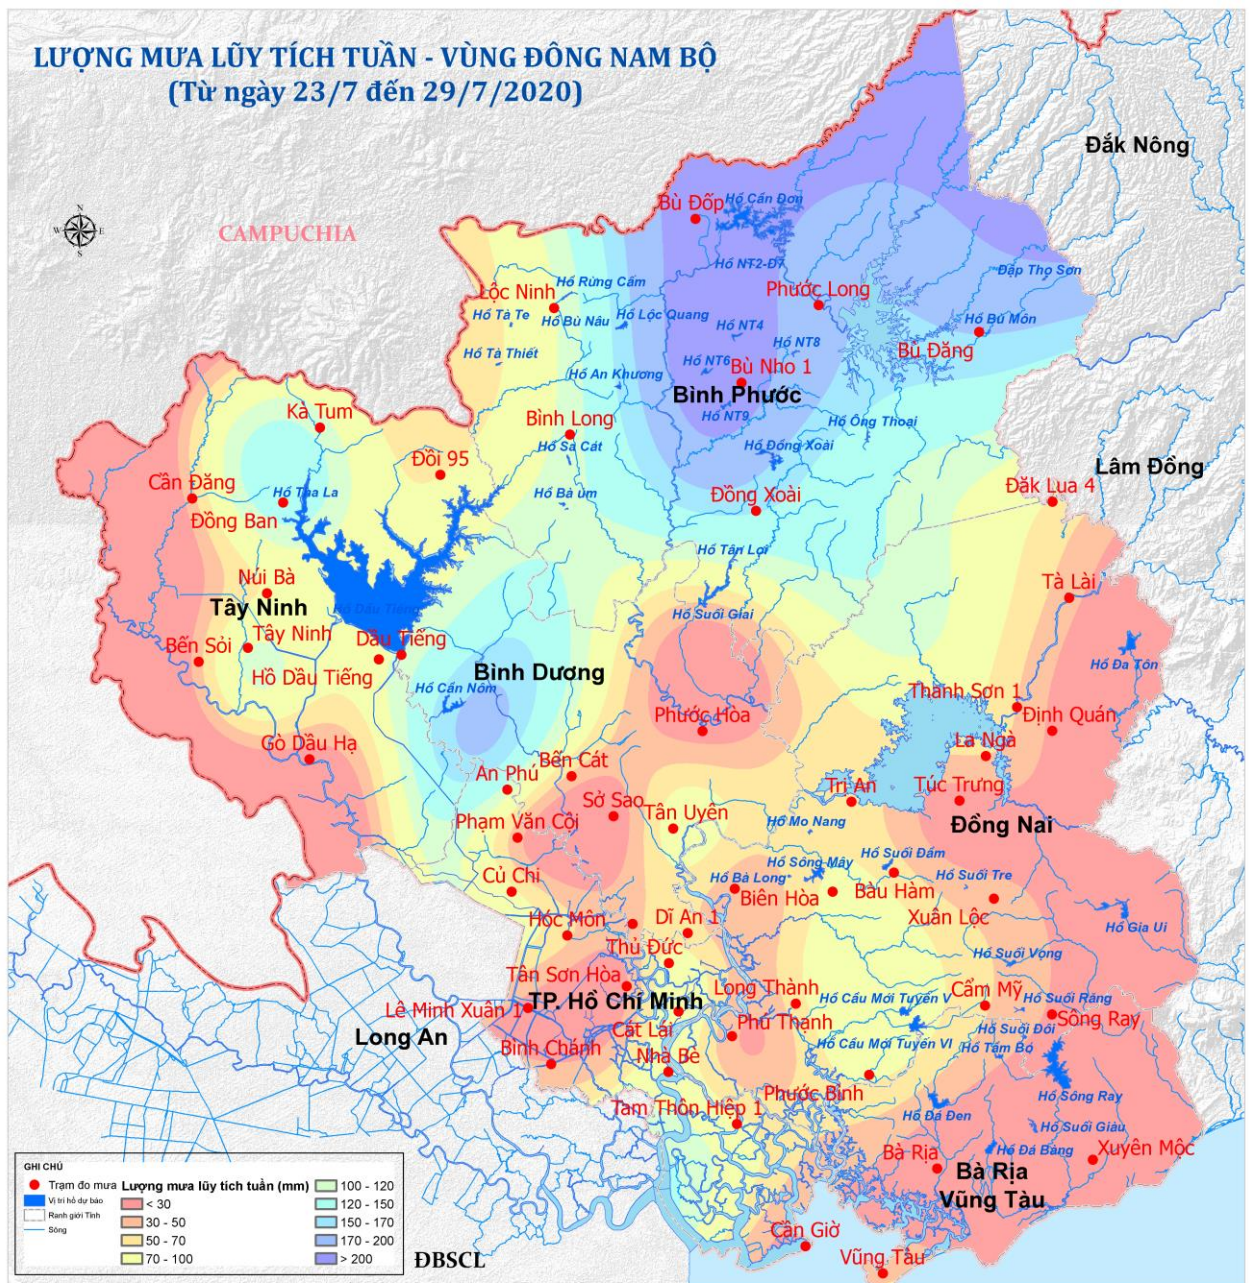 LƯỢNG MƯA LŨY TÍCH TUẦN - VÙNG ĐÔNG NAM BỘ
(Từ ngày 23/7 đến 29/7/2020)
Đắk Nông
N
W E
S
CAMPUCHIA
Bù Đốp
Hồ Cần Đơn
Hồ NT2-Đ7
Đập Thọ Sơn
Hồ Rừng Cấm
Lộc Ninh
Phước Long
Hồ Tà Te
Hồ Bù Nâu
Hồ Lộc Quang
Hồ NT4
Hồ Bù Môn
Bù Đăng
Hồ Tà Thiết
Hồ NT8
Hồ NT6
Bù Nho 1
Hồ An Khương
Bình Phước
Kà Tum
Bình Long
Hồ NT9
Hồ Ông Thoại
Hồ Sa Cát
Hồ Đồng Xoài
Đồi 95
Lâm Đồng
Cần Đăng
Hồ Tha La
Hồ Bà Úm
Đồng Xoài
Đăk Lua 4
Đồng Ban
Hồ Tân Lợi
Núi Bà
Tà Lài
Tây Ninh
Hồ Dầu Tiếng
Hồ Suối Giai
Tây Ninh
Bến Sỏi
Dầu Tiếng
Hồ Dầu Tiếng
Bình Dương
Hồ Đa Tôn
Hồ Cần Nôm
Thanh Sơn 1
Phước Hòa
Định Quán
Gò Dầu Hạ
La Ngà
Bến Cát
An Phú
Trị An
Túc Trưng
Sở Sao
Tân Uyên
Phạm Văn Cội
Hồ Mo Nang
Đồng Nai
Hồ Sông Mây
Hồ Suối Đầm
Củ Chi
Hồ Bà Long
Hồ Suối Tre
Biên Hòa
Bàu Hàm
Xuân Lộc
Hóc Môn
Dĩ An 1
Hồ Gia Ui
Thủ Đức
Hồ Suối Vọng
Tân Sơn Hòa
Long Thành
Cẩm Mỹ
TP. Hồ Chí Minh
Hồ Cầu Mới Tuyến V
Hồ Suối Ràng
Lê Minh Xuân 1
Sông Ray
Long An
Cát Lái
Phú Thạnh
Hồ Suối Đôi
Bình Chánh
Nhà Bè
Hồ Cầu Mới Tuyến VI
Hồ Tầm Bó
Phước Bình
Hồ Sông Ray
Tam Thôn Hiệp 1
Hồ Đá Đen
Hồ Suối Giàu
Bà Rịa
Hồ Đá Bàng
Xuyên Mộc
Bà Rịa
Vũng Tàu
Cần Giờ
Vũng Tàu
ĐBSCL
GHI CHÚ
Trạm đo mưa
Vị trí hồ dự báo
Ranh giới Tỉnh
Sông
Lượng mưa lũy tích tuần (mm)
< 30
30 - 50
50 - 70
70 - 100
100 - 120
120 - 150
150 - 170
170 - 200
> 200